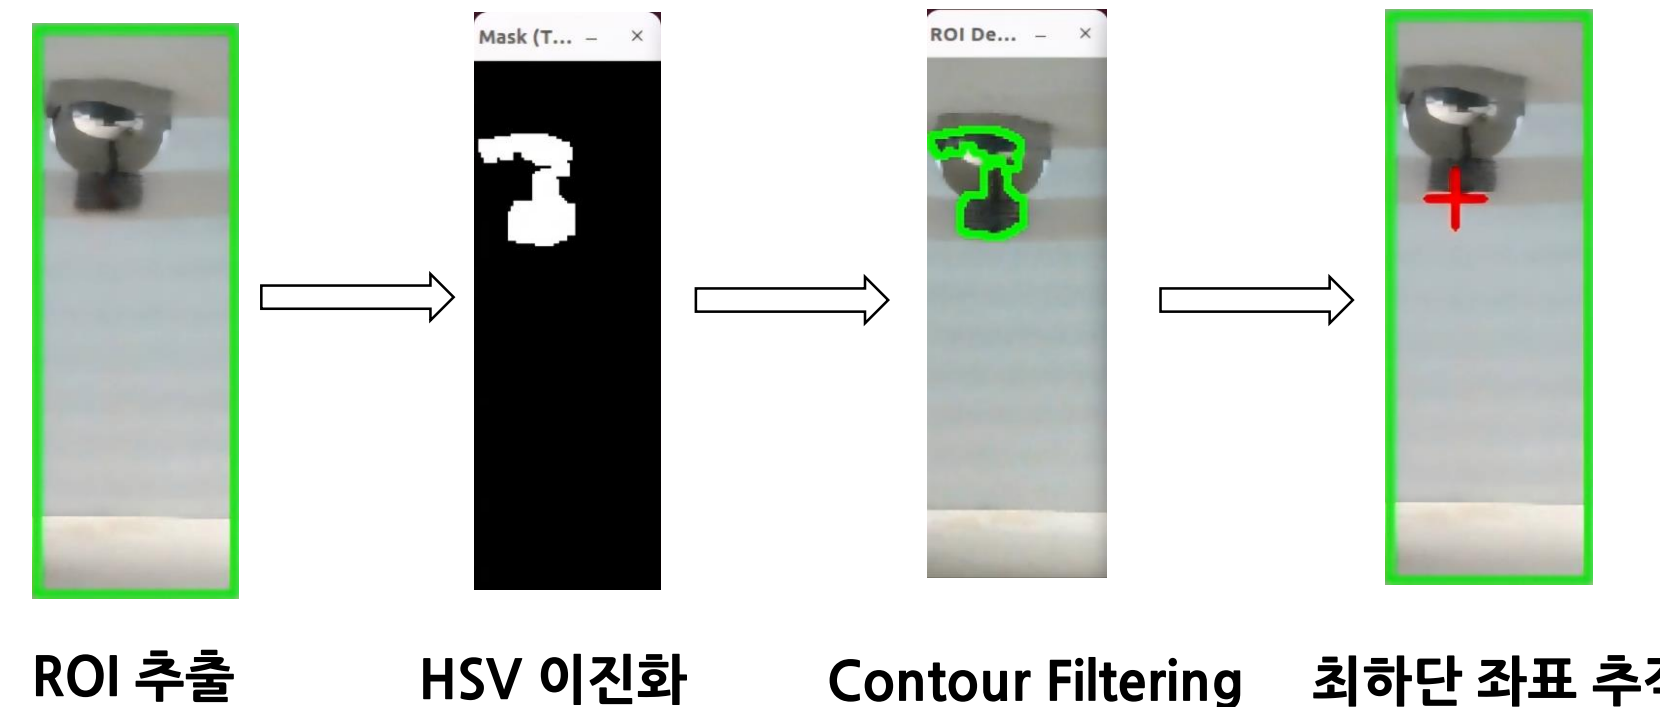 Mask (T... – ×
ROI De... – ×
ROI 추출
HSV 이진화
Contour Filtering
최하단 좌표